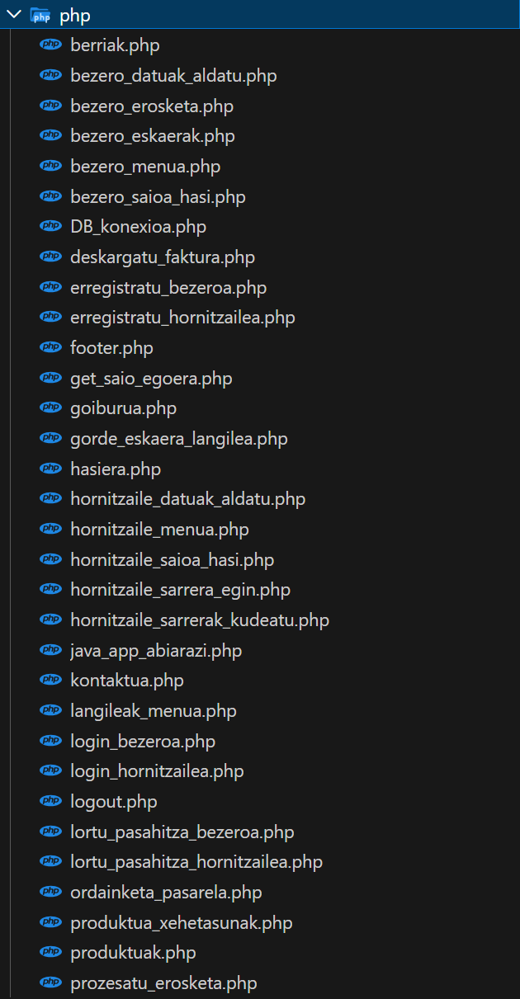 php
berriak.php
bezero_datuak_aldatu.php
bezero_erosketa.php
bezero_eskaerak.php
bezero_menua.php
bezero_saioa_hasi.php
DB_konexioa.php
deskargatu_faktura.php
erregistratu_bezeroa.php
erregistratu_hornitzailea.php
footer.php
get_saio_egoera.php
goiburua.php
gorde_eskaera_langilea.php
hasiera.php
hornitzaile_datuak_aldatu.php
hornitzaile_menua.php
hornitzaile_saioa_hasi.php
hornitzaile_sarrera_egin.php
hornitzaile_sarrerak_kudeatu.php
java_app_abiarazi.php
kontaktua.php
langileak_menua.php
login_bezeroa.php
login_hornitzailea.php
logout.php
lortu_pasahitza_bezeroa.php
lortu_pasahitza_hornitzailea.php
ordainketa_pasarela.php
produktua_xehetasunak.php
produktuak.php
prozesatu_erosketa.php